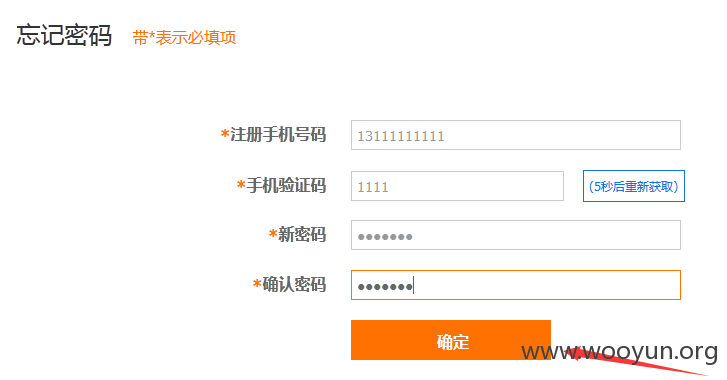 忘记密码 带*表示必填项
*注册手机号码 13111111111
*手机验证码 1111 (5秒后重新获取)
*新密码 ●●●●●●●
*确认密码 ●●●●●●●
确定
www.wooyun.org